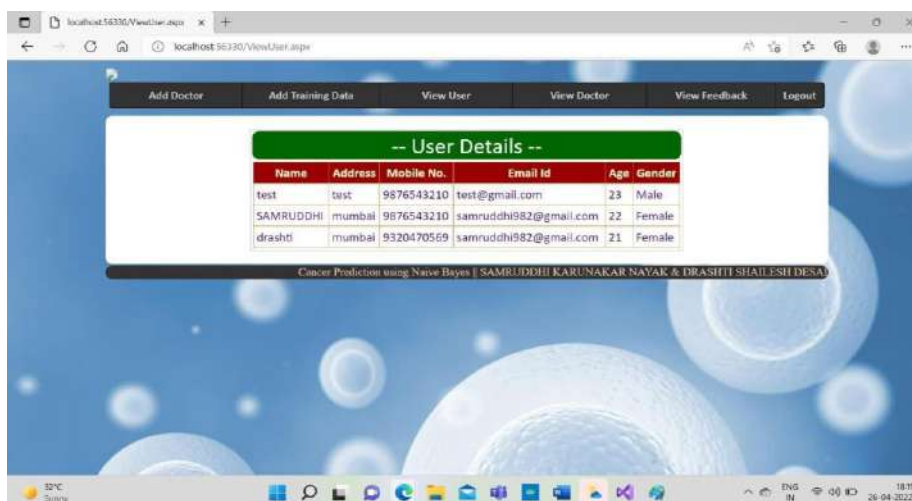 localhost:56330/ViewUser.aspx
localhost:56330/ViewUser.aspx
Add Doctor Add Training Data View User View Doctor View Feedback Logout
-- User Details --
Name Address Mobile No. Email Id Age Gender
test test 9876543210 test@gmail.com 23 Male
SAMRUDDHI mumbai 9876543210 samruddhi982@gmail.com 22 Female
drashti mumbai 9320470569 samruddhi982@gmail.com 21 Female
Cancer Prediction using Naive Bayes || SAMRUDDHI KARUNAKAR NAYAK & DRASHTI SHAILESH DESAI
32°C
Sunny
ENG
IN
18:11